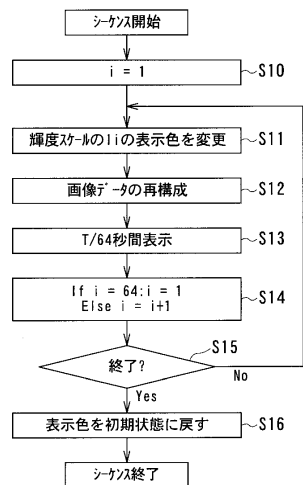 シーケンス開始
i = 1
S10
輝度スケールのIiの表示色を変更
S11
画像データの再構成
S12
T/64秒間表示
S13
If i = 64:i = 1
Else i = i+1
S14
終了?
S15
No
Yes
表示色を初期状態に戻す
S16
シーケンス終了